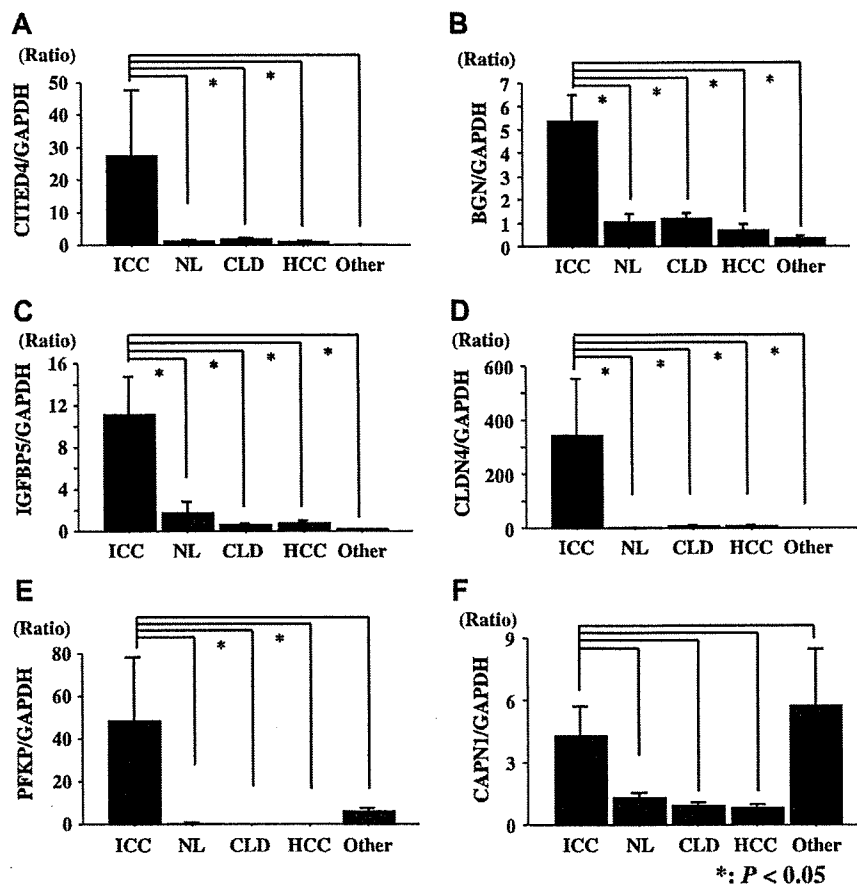 A
(Ratio)
CITED4/GAPDH
50
40
30
20
10
0
* *
ICC NL CLD HCC Other
B
(Ratio)
BGN/GAPDH
7
6
5
4
3
2
1
0
* * * *
ICC NL CLD HCC Other
C
(Ratio)
IGFBP5/GAPDH
16
12
8
4
2
0
* * * *
ICC NL CLD HCC Other
D
(Ratio)
CLDN4/GAPDH
600
400
200
0
* * * *
ICC NL CLD HCC Other
E
(Ratio)
PFKP/GAPDH
80
60
40
20
0
* *
ICC NL CLD HCC Other
F
(Ratio)
CAPN1/GAPDH
9
6
3
0
ICC NL CLD HCC Other
*: P < 0.05